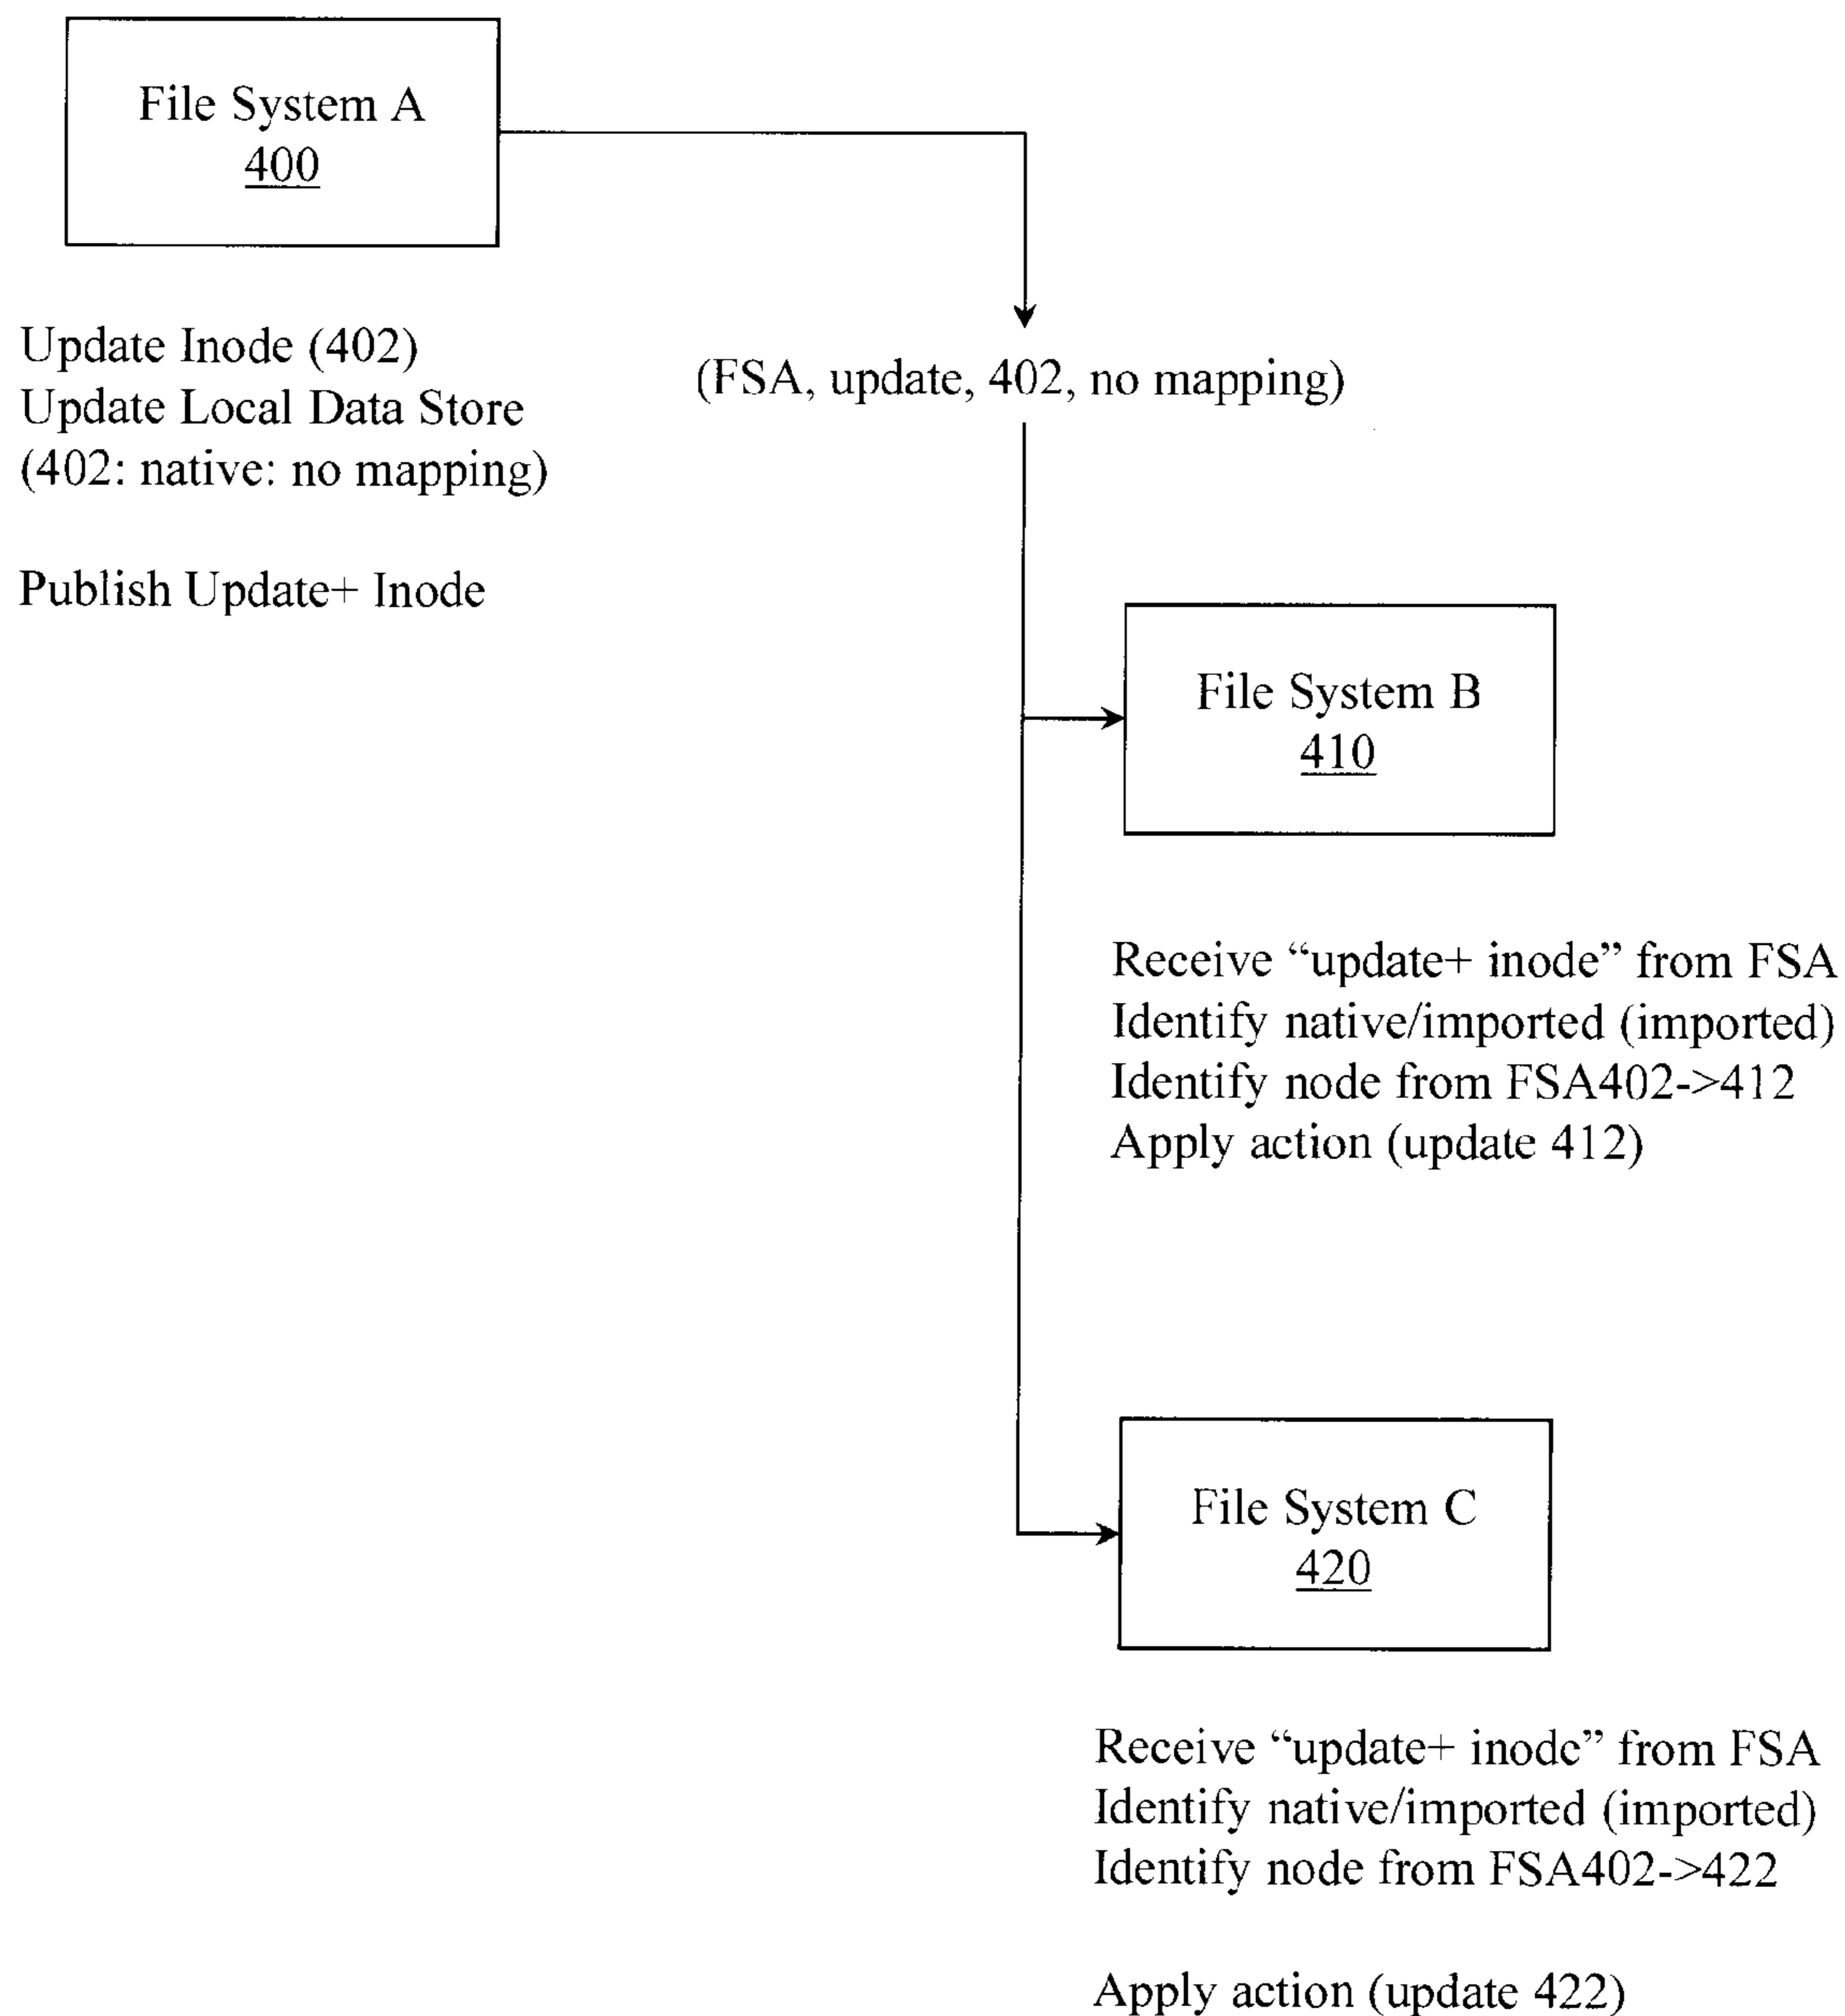 File System A
400
Update Inode (402)
Update Local Data Store
(402: native: no mapping)
Publish Update+ Inode
(FSA, update, 402, no mapping)
File System B
410
Receive “update+ inode” from FSA
Identify native/imported (imported)
Identify node from FSA402->412
Apply action (update 412)
File System C
420
Receive “update+ inode” from FSA
Identify native/imported (imported)
Identify node from FSA402->422
Apply action (update 422)